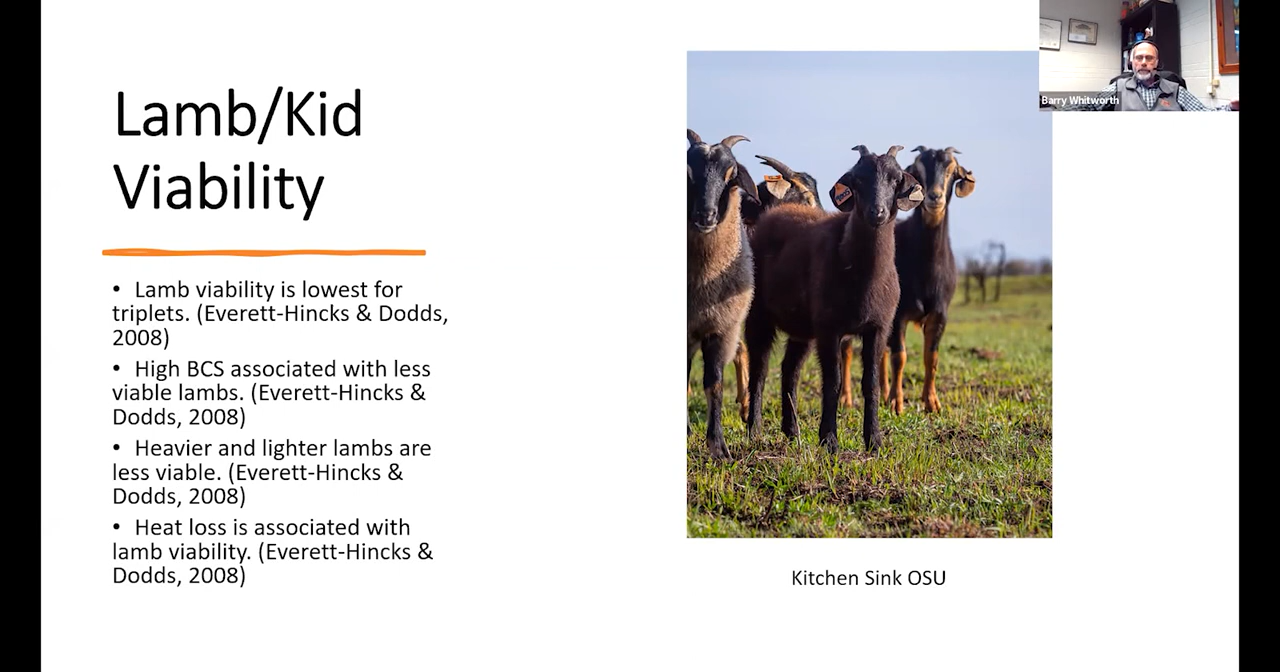 Lamb/Kid
Viability
• Lamb viability is lowest for
triplets. (Everett-Hincks & Dodds,
2008)
• High BCS associated with less
viable lambs. (Everett-Hincks &
Dodds, 2008)
• Heavier and lighter lambs are
less viable. (Everett-Hincks &
Dodds, 2008)
• Heat loss is associated with
lamb viability. (Everett-Hincks &
Dodds, 2008)
Barry Whitworth
Kitchen Sink OSU